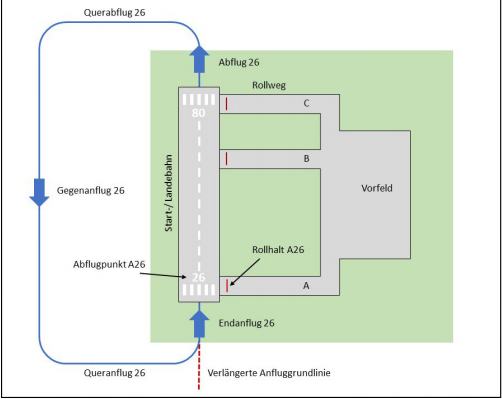 Querabflug 26
Abflug 26
Rollweg
C
80
B
Gegenanflug 26
Start-/ Landebahn
Vorfeld
Rollhalt A26
Abflugpunkt A26
26
A
Endanflug 26
Queranflug 26
Verlängerte Anfluggrundlinie